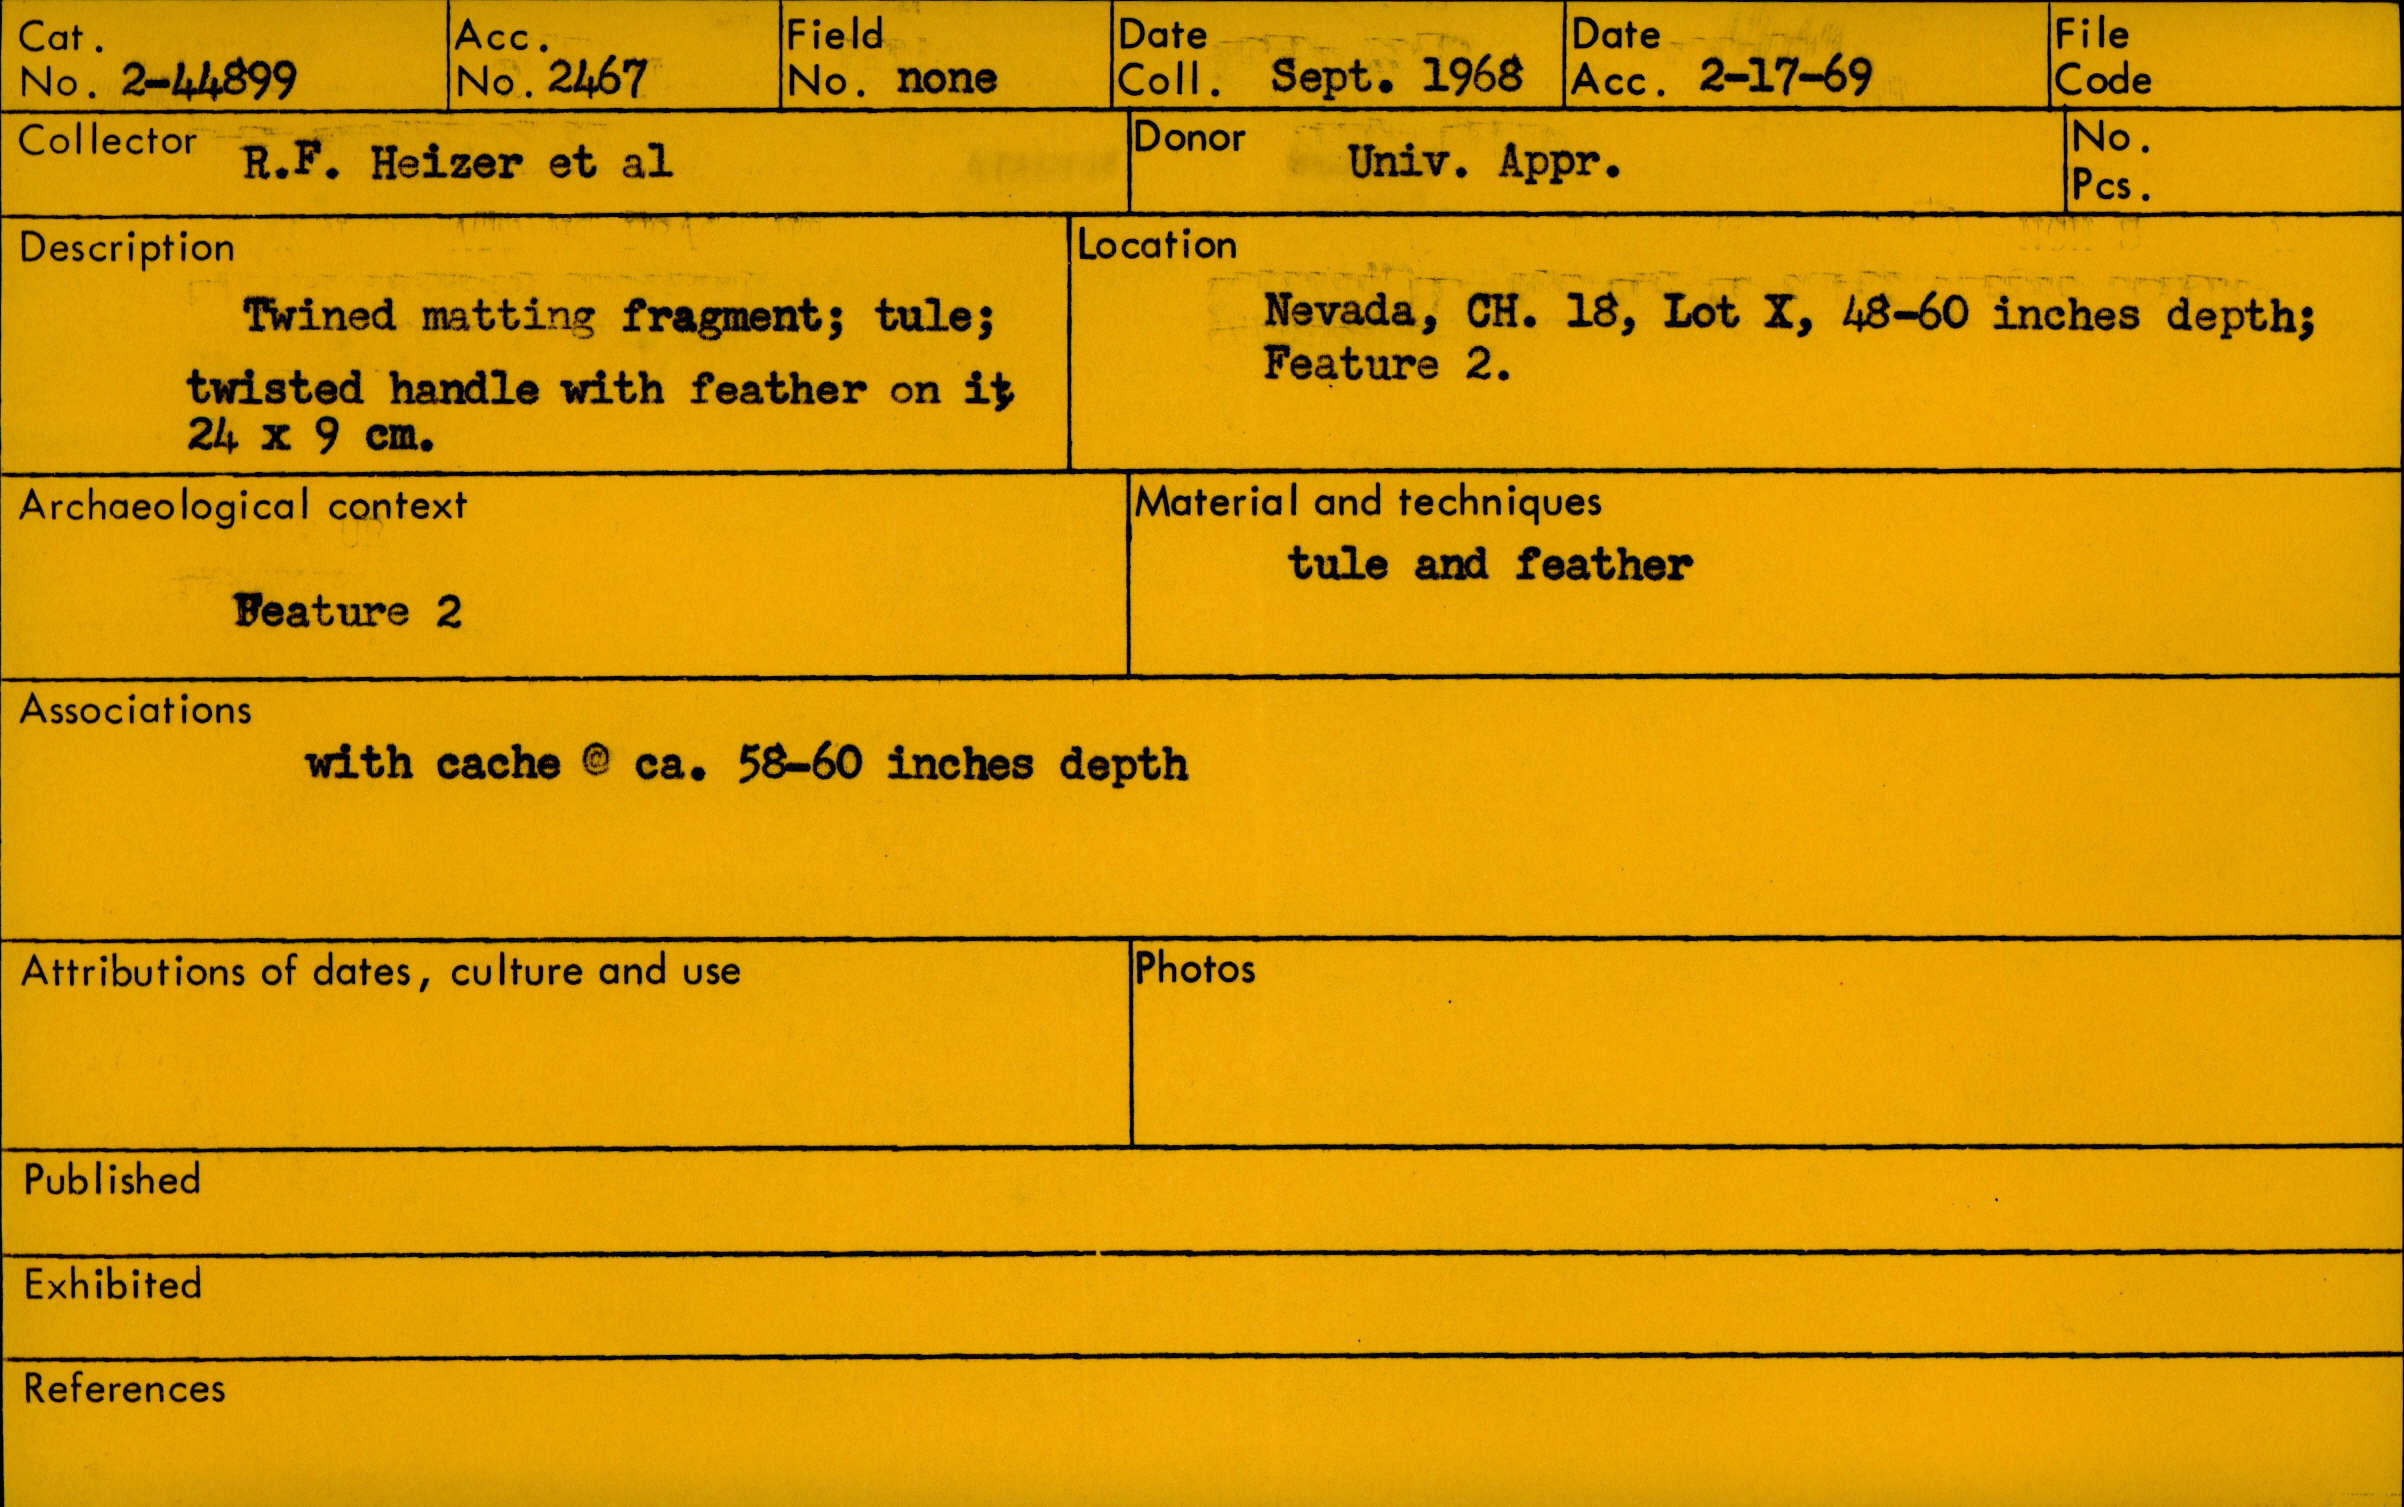 Cat. No. 2-44899
Acc. No. 2467
Field No. none
Date Coll. Sept. 1968
Date Acc. 2-17-69
File Code
Collector R.F. Heizer et al
Donor Univ. Appr.
No. Pcs.
Description
Twined matting fragment; tule;
twisted handle with feather on it;
24 x 9 cm.
Location
Nevada, CH. 18, Lot X, 48-60 inches depth;
Feature 2.
Archaeological context
Feature 2
Material and techniques
tule and feather
Associations
with cache @ ca. 58-60 inches depth
Attributions of dates, culture and use
Photos
Published
Exhibited
References